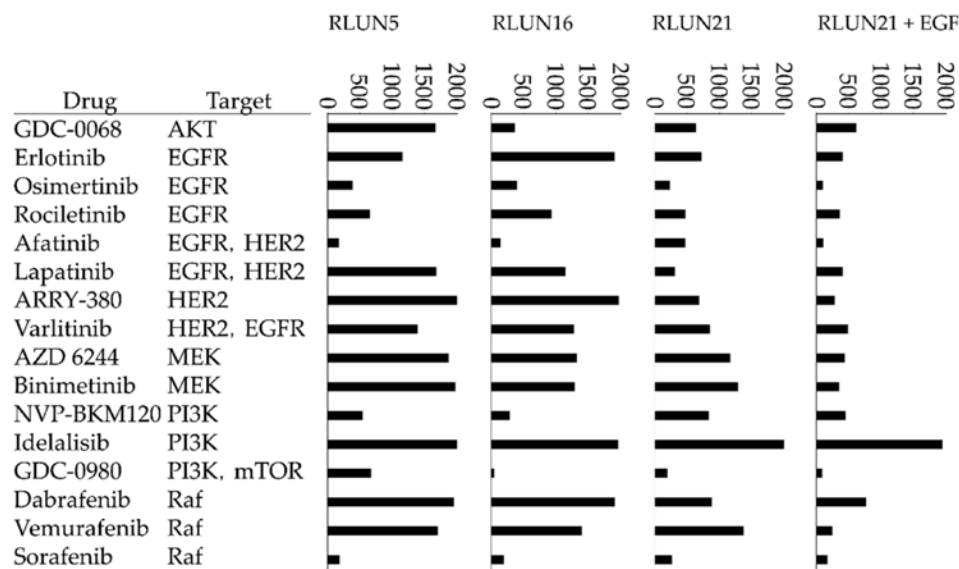 RLUN5 RLUN16 RLUN21 RLUN21 + EGF
0 500 1000 1500 2000 0 500 1000 1500 2000 0 500 1000 1500 2000 0 500 1000 1500 2000
Drug Target
GDC-0068 AKT
Erlotinib EGFR
Osimertinib EGFR
Rociletinib EGFR
Afatinib EGFR, HER2
Lapatinib EGFR, HER2
ARRY-380 HER2
Varlitinib HER2, EGFR
AZD 6244 MEK
Binimetinib MEK
NVP-BKM120 PI3K
Idelalisib PI3K
GDC-0980 PI3K, mTOR
Dabrafenib Raf
Vemurafenib Raf
Sorafenib Raf